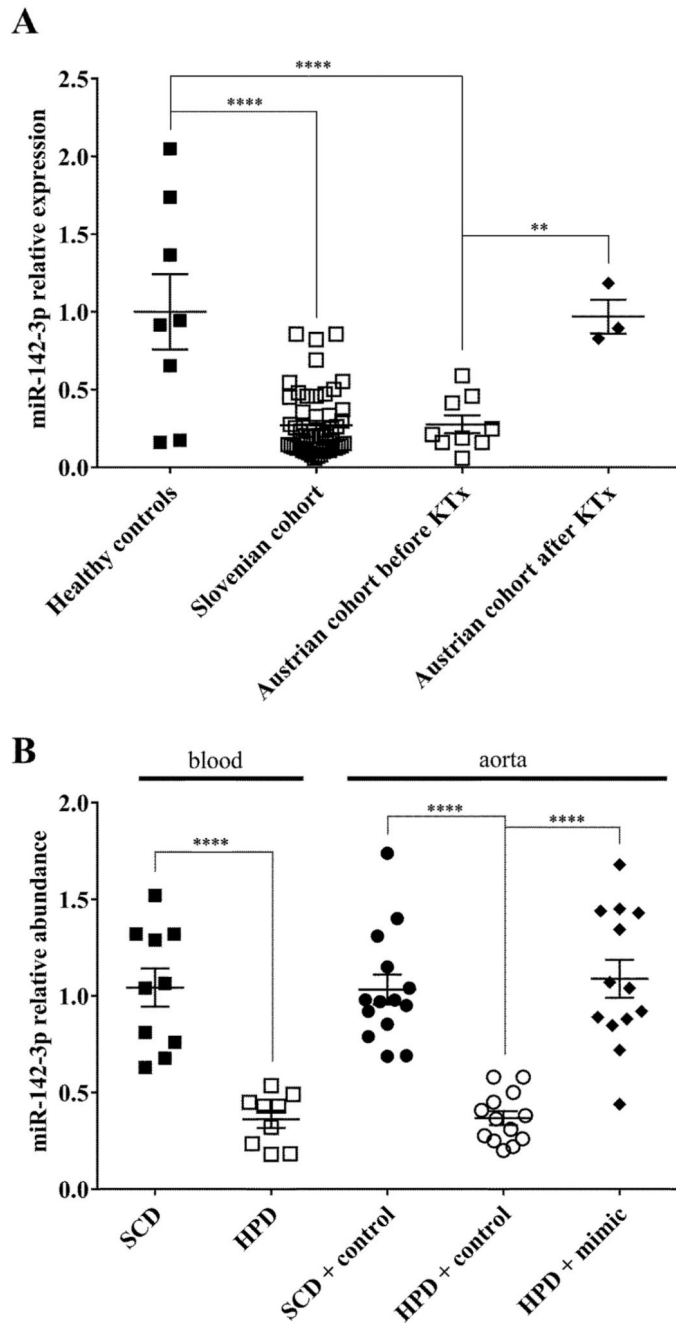 A
****
****
**
2.5
2.0
1.5
1.0
0.5
0.0
miR-142-3p relative expression
Healthy controls
Slovenian cohort
Austrian cohort before KTx
Austrian cohort after KTx
B
blood
aorta
****
****
****
2.0
1.5
1.0
0.5
0.0
miR-142-3p relative abundance
SCD
HPD
SCD + control
HPD + control
HPD + mimic